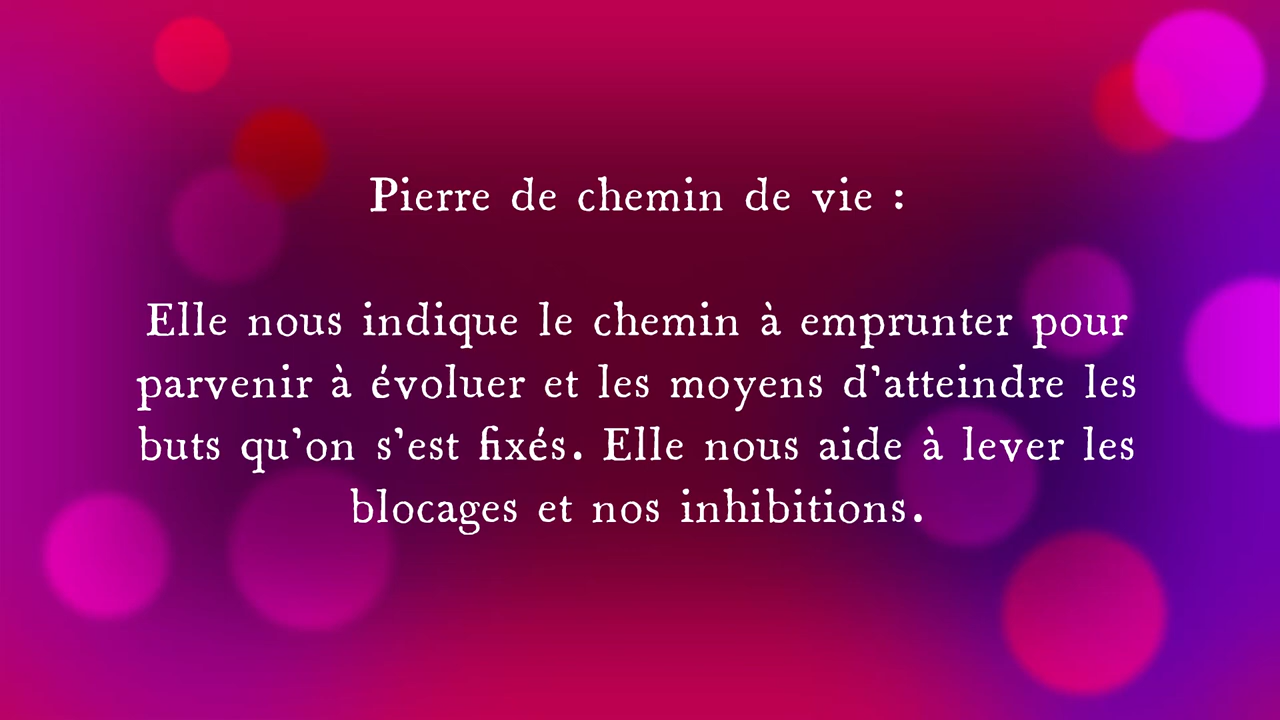 Pierre de chemin de vie :
Elle nous indique le chemin à emprunter pour
parvenir à évoluer et les moyens d’atteindre les
buts qu’on s’est fixés. Elle nous aide à lever les
blocages et nos inhibitions.